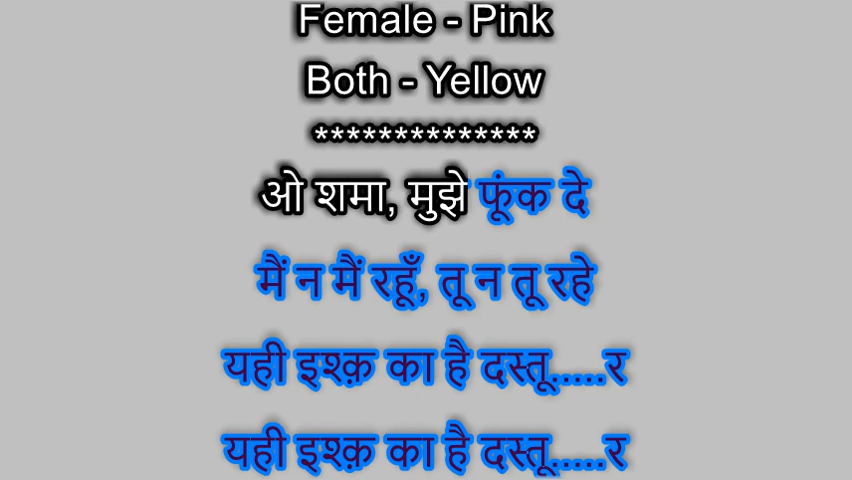 Female - Pink
Both - Yellow
**************
ओ शमा, मुझे फूंक दे
मैं न मैं रहूँ, तू न तू रहे
यही इश्क़ का है दस्तू.....र
यही इश्क़ का है दस्तू.....र